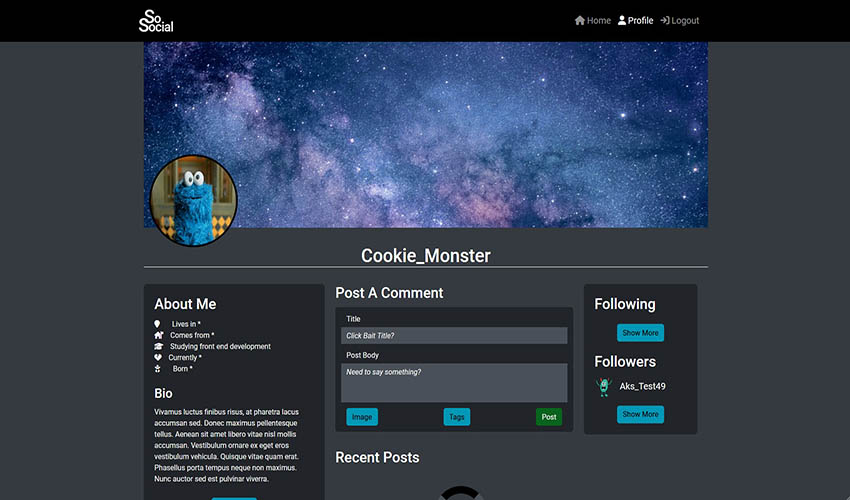 So
Social
Home Profile Logout
Cookie_Monster
About Me
Lives in *
Comes from *
Studying front end development
Currently *
Born *
Bio
Vivamus luctus finibus risus, at pharetra lacus
accumsan sed. Donec maximus pellentesque
tellus. Aenean sit amet libero vitae nisl mollis
accumsan. Vestibulum ornare ex eget eros
vestibulum vehicula. Quisque vitae quam erat.
Phasellus porta tempus neque non maximus.
Nunc auctor sed est pulvinar viverra.
Post A Comment
Title
Click Bait Title?
Post Body
Need to say something?
Image Tags Post
Recent Posts
Following
Show More
Followers
Aks_Test49
Show More